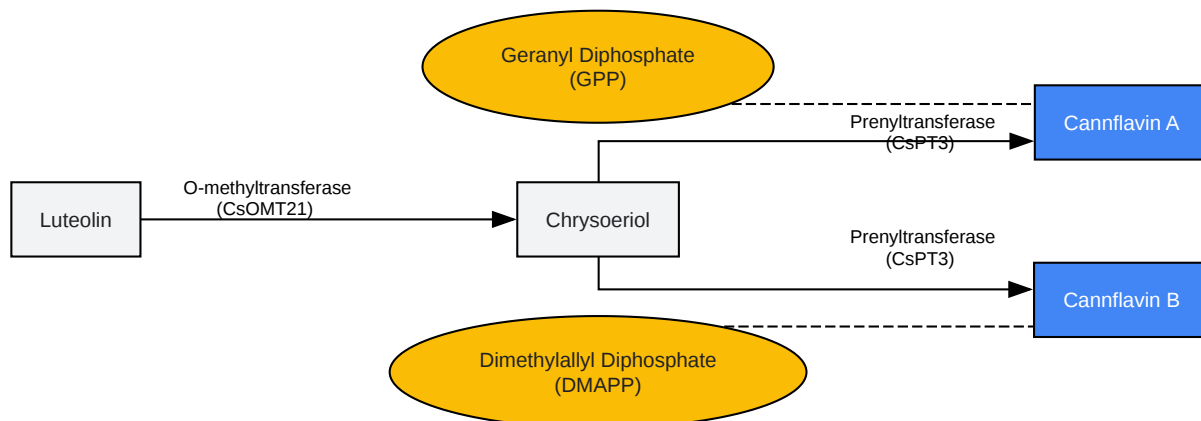 Geranyl Diphosphate
(GPP)
Prenyltransferase
(CsPT3)
Cannflavin A
O-methyltransferase
(CsOMT21)
Luteolin
Chrysoeriol
Prenyltransferase
(CsPT3)
Cannflavin B
Dimethylallyl Diphosphate
(DMAPP)